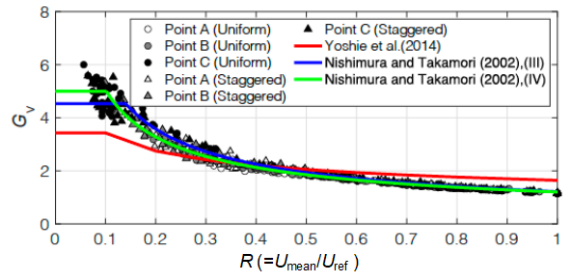 8
6
4
2
0
G_V
Point A (Uniform)
Point B (Uniform)
Point C (Uniform)
Point A (Staggered)
Point B (Staggered)
Point C (Staggered)
Yoshie et al.(2014)
Nishimura and Takamori (2002),(III)
Nishimura and Takamori (2002),(IV)
0 0.1 0.2 0.3 0.4 0.5 0.6 0.7 0.8 0.9 1
R (=U_mean/U_ref )